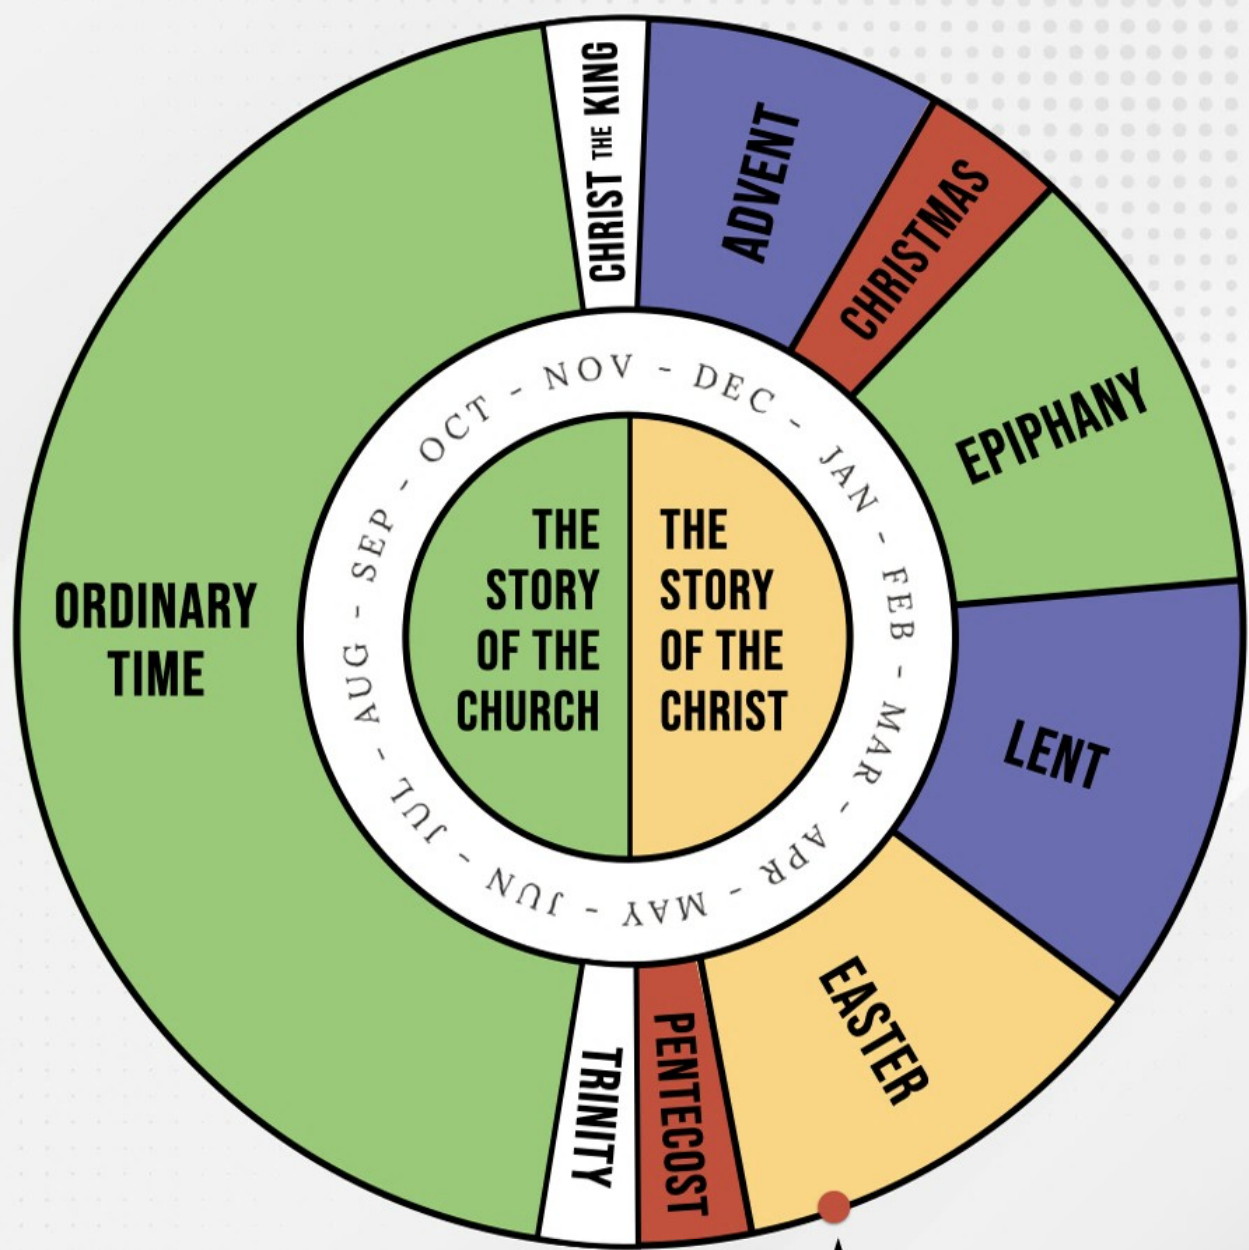 CHRIST THE KING
ADVENT
CHRISTMAS
EPIPHANY
LENT
EASTER
PENTECOST
TRINITY
ORDINARY
TIME
NOV - DEC - JAN - FEB - MAR - APR - MAY - JUN - JUL - AUG - SEP - OCT -
THE
STORY
OF THE
CHURCH
THE
STORY
OF THE
CHRIST